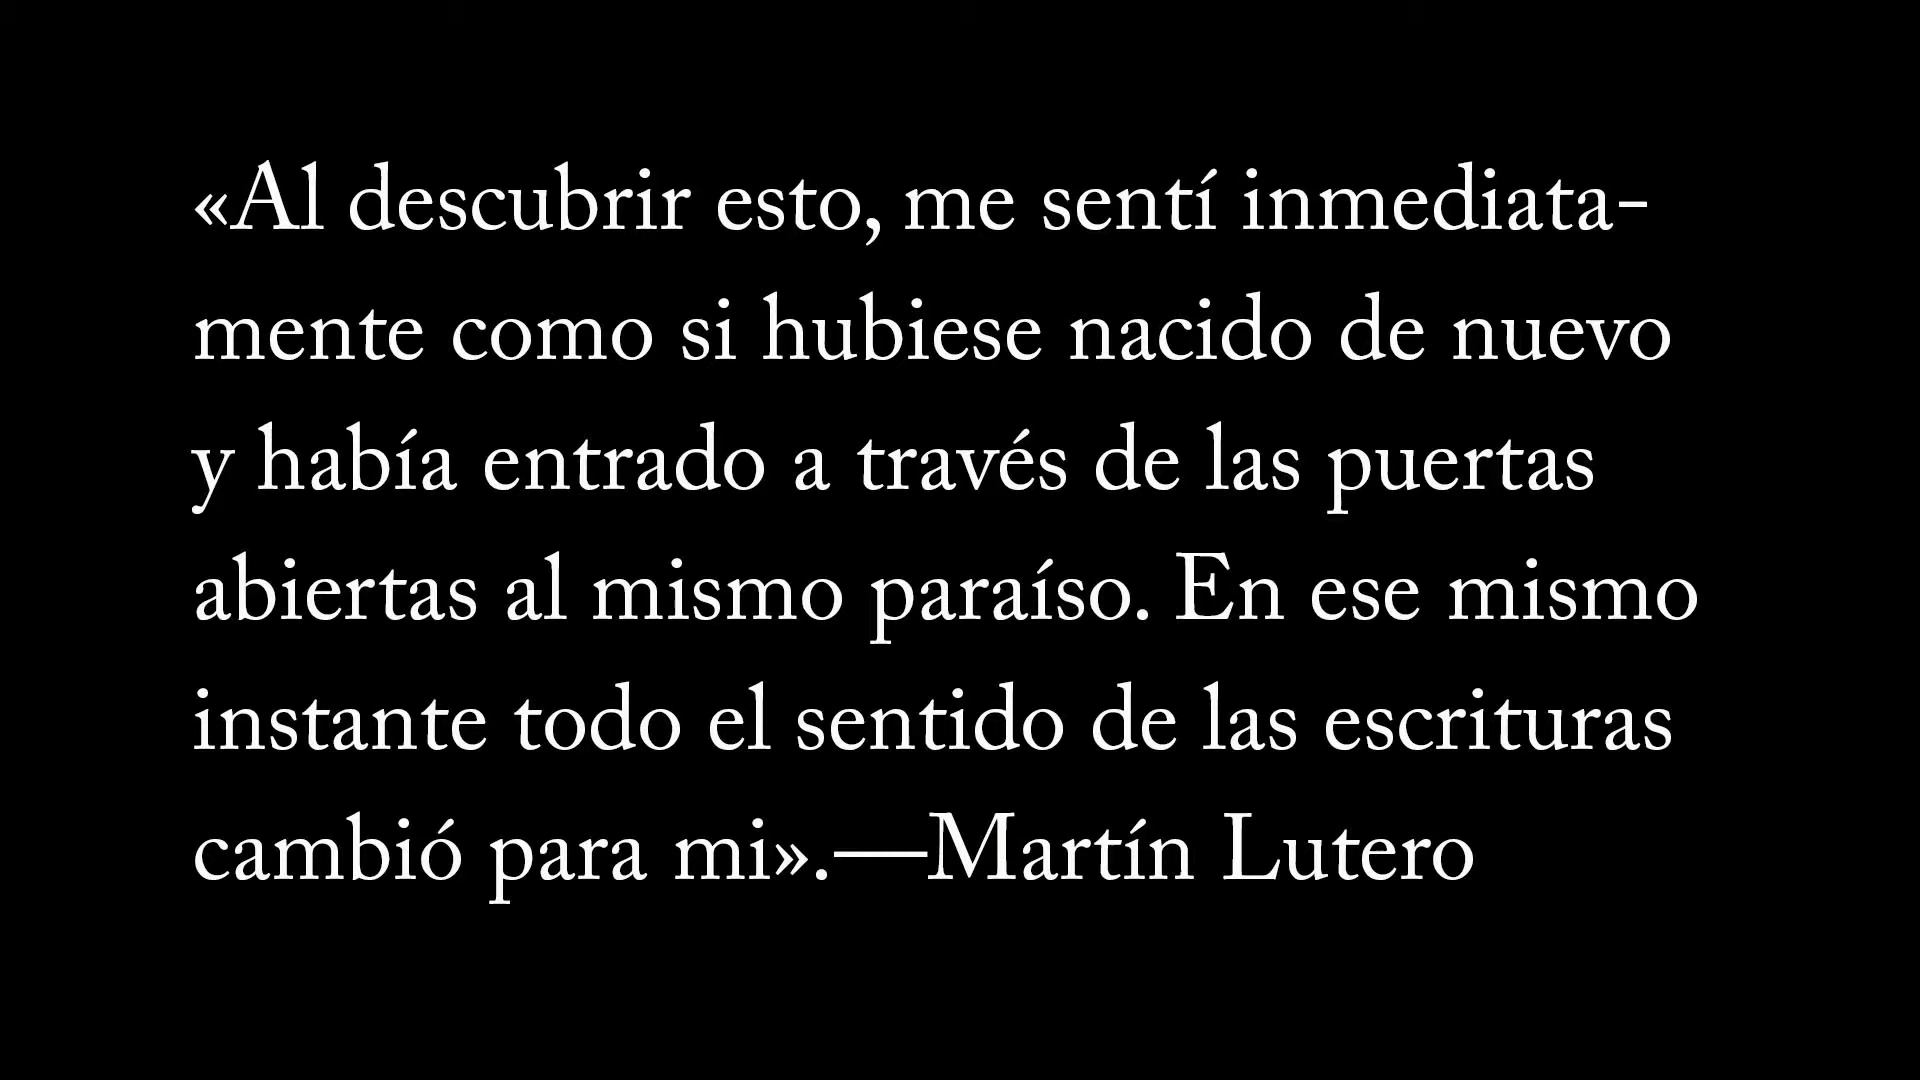 «Al descubrir esto, me sentí inmediata-
mente como si hubiese nacido de nuevo
y había entrado a través de las puertas
abiertas al mismo paraíso. En ese mismo
instante todo el sentido de las escrituras
cambió para mi».—Martín Lutero